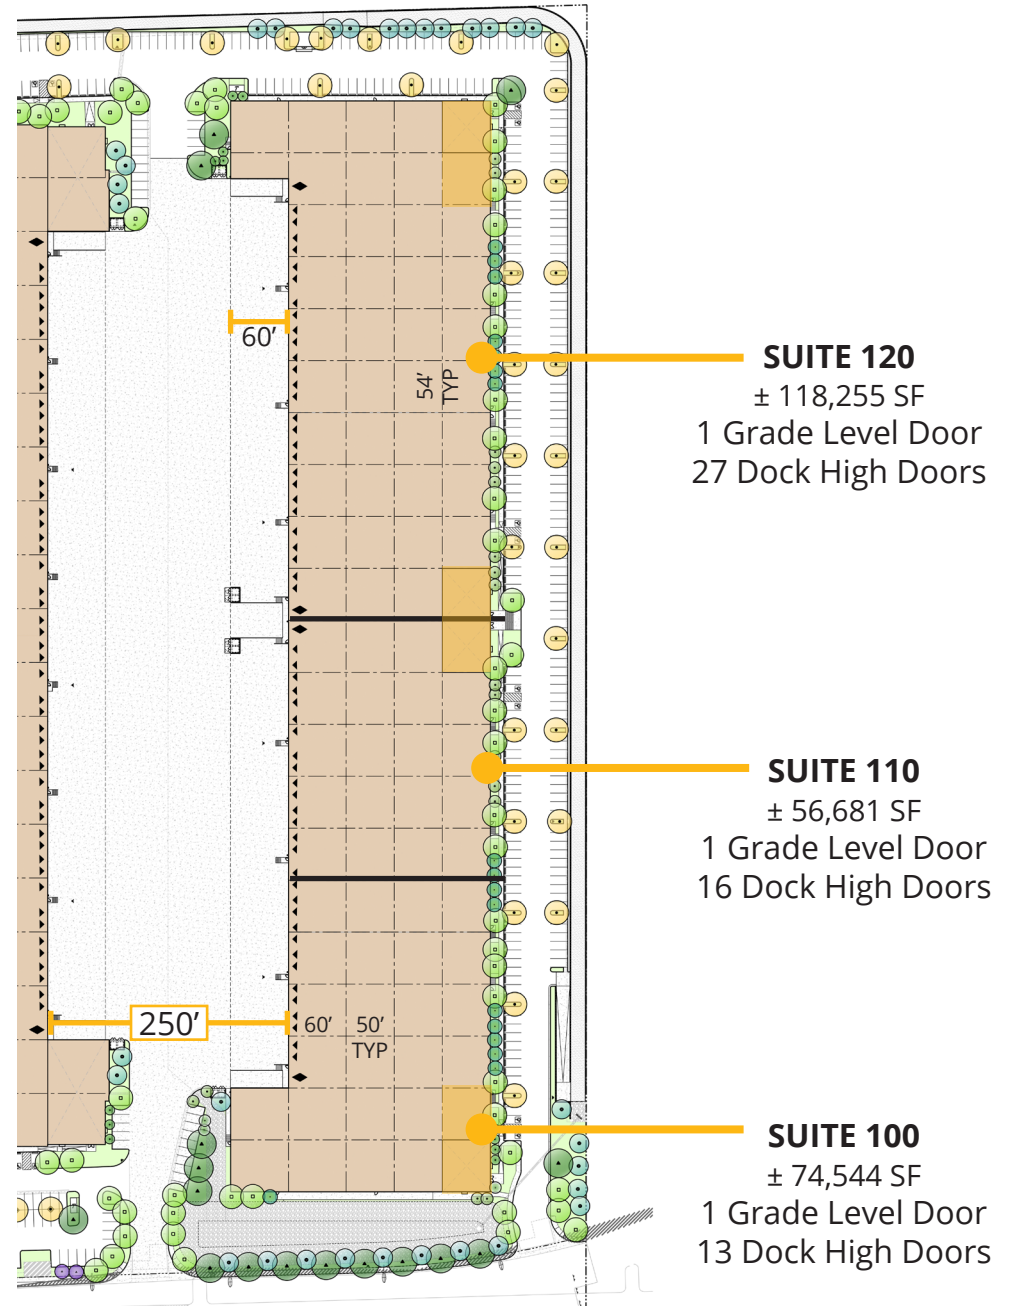 60’
54’
TYP
SUITE 120
± 118,255 SF
1 Grade Level Door
27 Dock High Doors
SUITE 110
± 56,681 SF
1 Grade Level Door
16 Dock High Doors
250’
60’ 50’
TYP
SUITE 100
± 74,544 SF
1 Grade Level Door
13 Dock High Doors